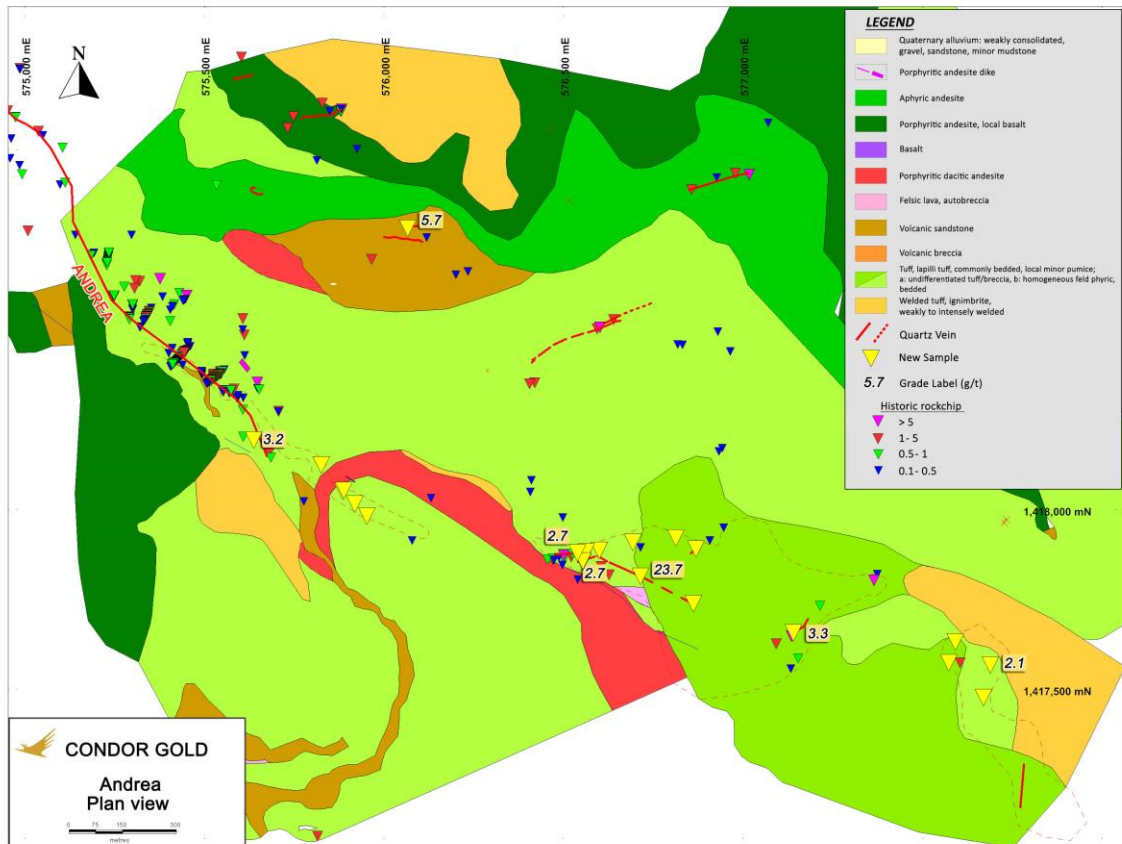 575,000 mE
575,500 mE
576,000 mE
576,500 mE
577,000 mE
N
LEGEND
Quaternary alluvium: weakly consolidated,
gravel, sandstone, minor mudstone
Porphyritic andesite dike
Aphyric andesite
Porphyritic andesite, local basalt
Basalt
Porphyritic dacitic andesite
Felsic lava, autobreccia
Volcanic sandstone
Volcanic breccia
Tuff, lapilli tuff, commonly bedded, local minor pumice;
a: undifferentiated tuff/breccia, b: homogeneous feld phyric,
bedded
Welded tuff, ignimbrite,
weakly to intensely welded
Quartz Vein
New Sample
5.7 Grade Label (g/t)
Historic rockchip
> 5
1- 5
0.5- 1
0.1- 0.5
5.7
ANDREA
3.2
1,418,000 mN
2.7
2.7
23.7
3.3
2.1
1,417,500 mN
CONDOR GOLD
Andrea
Plan view
0 75 150 300
metres